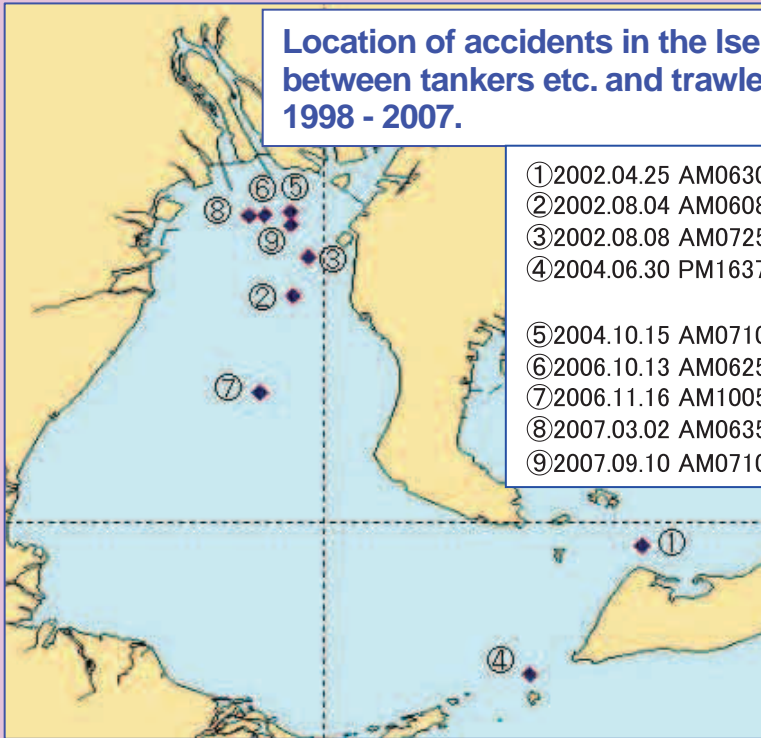 Location of accidents in the Ise
between tankers etc. and trawle
1998 - 2007.
①2002.04.25 AM0630
②2002.08.04 AM0608
③2002.08.08 AM0725
④2004.06.30 PM1637
⑤2004.10.15 AM0710
⑥2006.10.13 AM0625
⑦2006.11.16 AM1005
⑧2007.03.02 AM0635
⑨2007.09.10 AM0710
⑥ ⑤
⑧
⑨
③
②
⑦
①
④